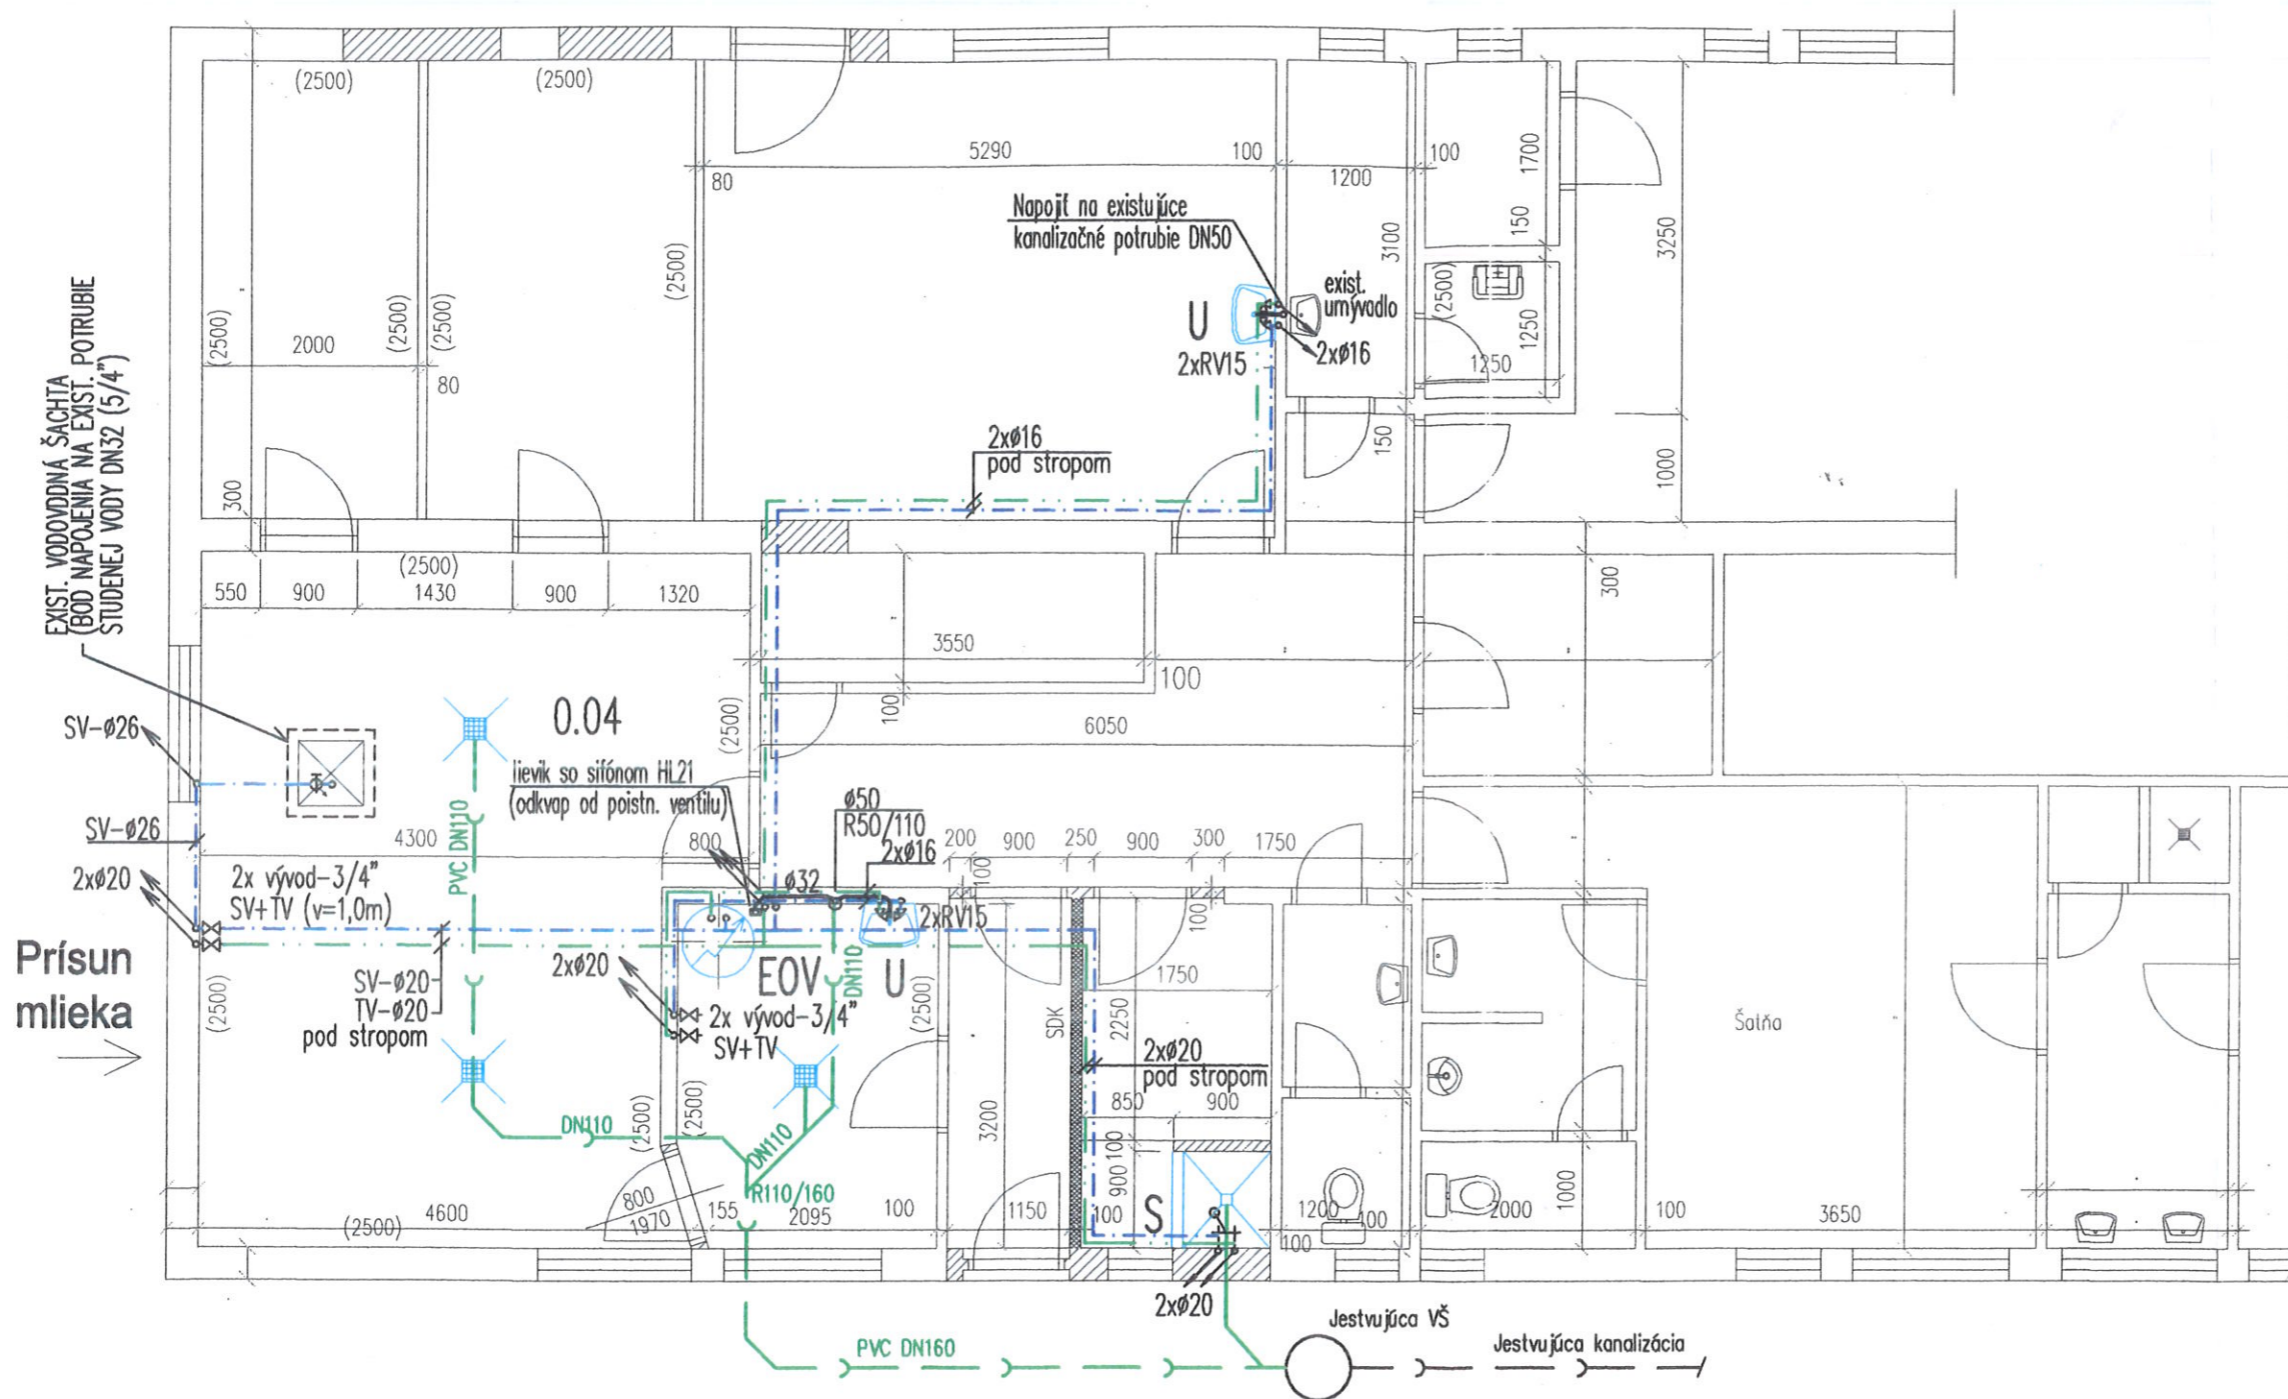 (2500)
(2500)
5290
100
100
1200
80
1700
150
3250
3100
Napojiť na existujúce
kanalizačné potrubie DN50
exist.
umývadlo
U
2xRV15
2xø16
(2500)
1250
1250
(2500)
(2500)
(2500)
(2500)
2000
80
300
EXIST. VODOVODNÁ ŠACHTA
(BOD NAPOJENIA NA EXIST. POTRUBIE
STUDENEJ VODY DN32 (5/4")
2xø16
pod stropom
150
1000
300
(2500)
550
900
1430
900
1320
3550
100
100
6050
(2500)
0.04
SV-ø26
lievik so sifónom HL21
(odkvap od poistn. ventilu)
SV-ø26
4300
800
PVC DN110
ø50
R50/110
2xø16
ø32
200
900
250
900
300
1750
100
100
2xø20
2x vývod-3/4"
SV+TV (v=1,0m)
2xRV15
Prísun
mlieka
(2500)
SV-ø20
TV-ø20
pod stropom
2xø20
EOV
U
DN110
(2500)
2x vývod-3/4"
SV+TV
SDK
1750
2250
2xø20
pod stropom
850
900
Šatňa
DN110
(2500)
(2500)
DN110
R110/160
3200
900
100
S
4600
(2500)
800
1970
155
2095
100
1150
100
1200
100
100
2000
1000
100
3650
2xø20
Jestvujúca VŠ
PVC DN160
Jestvujúca kanalizácia